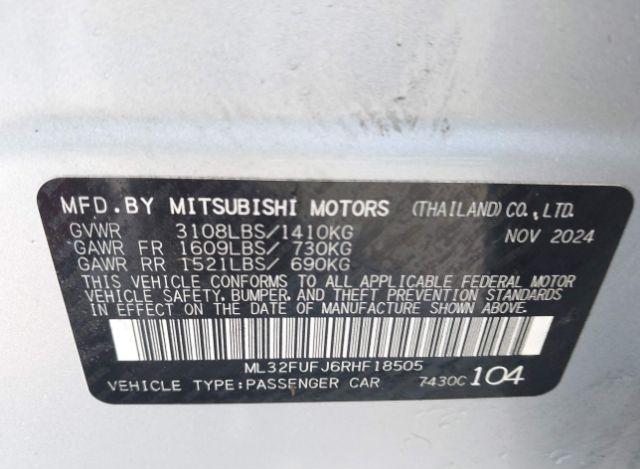 MFD.BY MITSUBISHI MOTORS (THAILAND)CO.,LTD.
GVWR 3108LBS/1410KG NOV 2024
GAWR FR 1609LBS/ 730KG
GAWR RR 1521LBS/ 690KG
THIS VEHICLE CONFORMS TO ALL APPLICABLE FEDERAL MOTOR
VEHICLE SAFETY, BUMPER, AND THEFT PREVENTION STANDARDS
IN EFFECT ON THE DATE OF MANUFACTURE SHOWN ABOVE.
ML32FUFJ6RHF18505
VEHICLE TYPE:PASSENGER CAR 7430C 104